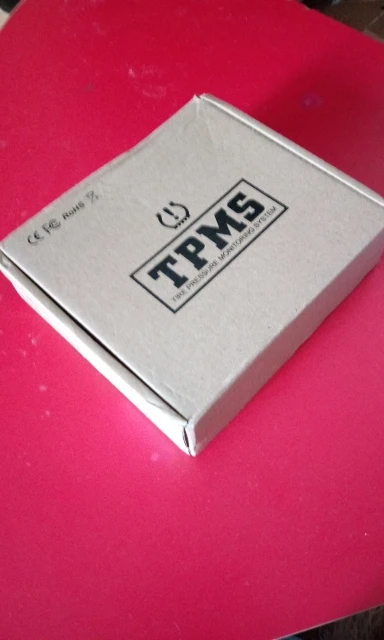 CE FC RoHS
TPMS
TIRE PRESSURE MONITORING SYSTEM